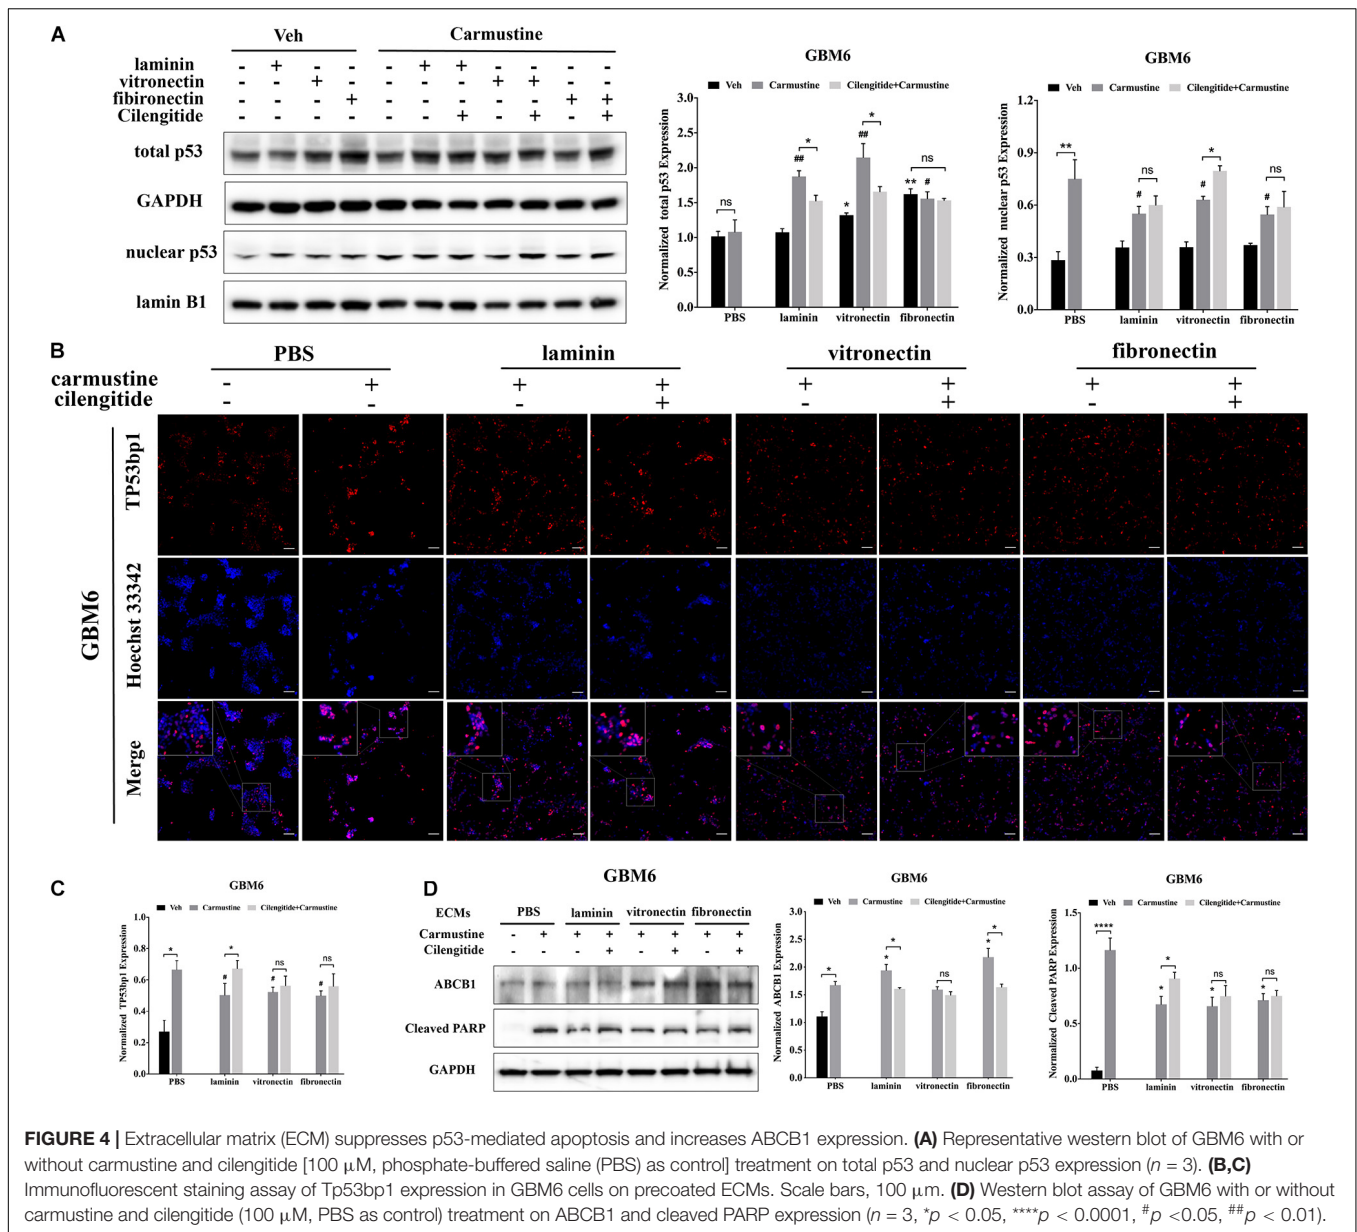 A
Veh Carmustine
laminin - + - - - + + - - - -
vitronectin - - + - - - - + + - -
fibironectin - - - + - - - - - + +
Cilengitide - - - - - - + - + - +
total p53
GAPDH
nuclear p53
lamin B1
GBM6
Veh Carmustine Cilengitide+Carmustine
Normalized total p53 Expression
3.0
2.5
2.0
1.5
1.0
0.5
0.0
ns ## * * ## * ** # ns
PBS laminin vitronectin fibronectin
GBM6
Veh Carmustine Cilengitide+Carmustine
Normalized nuclear p53 Expression
1.2
0.9
0.6
0.3
0.0
** # ns # * # ns
PBS laminin vitronectin fibronectin
B
PBS laminin vitronectin fibronectin
carmustine - + + + + + + +
cilengitide - - - + - + - +
GBM6
TP53bp1
Hoechst 33342
Merge
C
GBM6
Veh Carmustine Cilengitide+Carmustine
Normalized TP53bp1 Expression
1.0
0.8
0.6
0.4
0.2
0.0
* # * # ns # ns
PBS laminin vitronectin fibronectin
D
GBM6
ECMs PBS laminin vitronectin fibronectin
Carmustine - + + + + + + +
Cilengitide - - - + - + - +
ABCB1
Cleaved PARP
GAPDH
GBM6
Veh Carmustine Cilengitide+Carmustine
Normalized ABCB1 Expression
3.0
2.5
2.0
1.5
1.0
0.5
0.0
* * * ns * *
PBS laminin vitronectin fibronectin
GBM6
Veh Carmustine Cilengitide+Carmustine
Normalized Cleaved PARP Expression
1.5
1.0
0.5
0.0
**** * * * ns * ns
PBS laminin vitronectin fibronectin
FIGURE 4 | Extracellular matrix (ECM) suppresses p53-mediated apoptosis and increases ABCB1 expression. (A) Representative western blot of GBM6 with or
without carmustine and cilengitide [100 μM, phosphate-buffered saline (PBS) as control] treatment on total p53 and nuclear p53 expression (n = 3). (B,C)
Immunofluorescent staining assay of Tp53bp1 expression in GBM6 cells on precoated ECMs. Scale bars, 100 μm. (D) Western blot assay of GBM6 with or without
carmustine and cilengitide (100 μM, PBS as control) treatment on ABCB1 and cleaved PARP expression (n = 3, *p < 0.05, ****p < 0.0001, #p <0.05, ##p < 0.01).